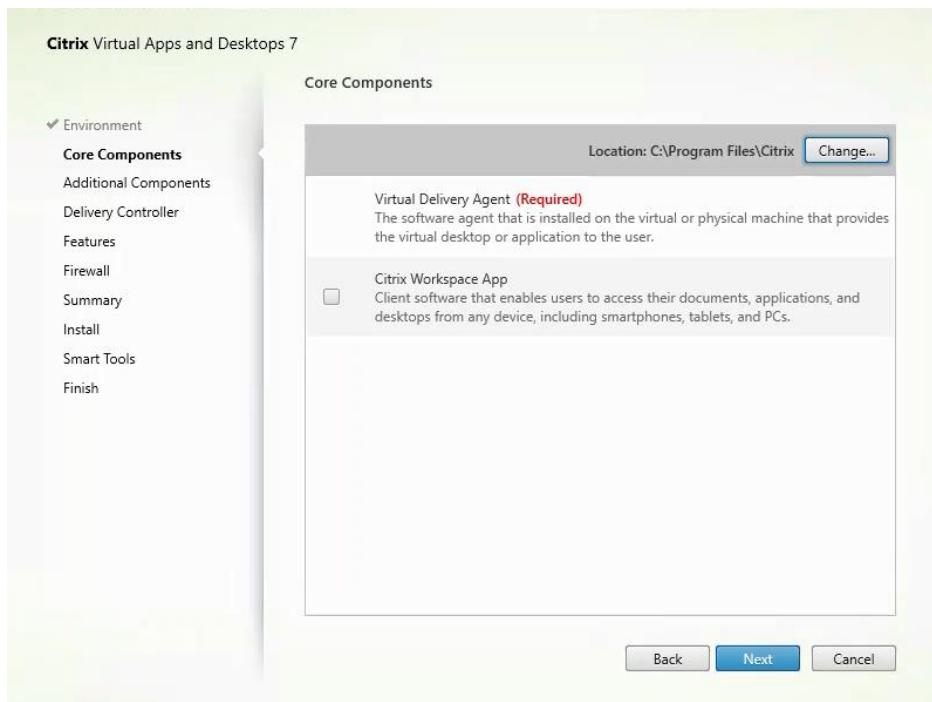 Citrix Virtual Apps and Desktops 7
Core Components
Environment
Core Components
Additional Components
Delivery Controller
Features
Firewall
Summary
Install
Smart Tools
Finish
Location: C:\Program Files\Citrix
Change...
Virtual Delivery Agent (Required)
The software agent that is installed on the virtual or physical machine that provides
the virtual desktop or application to the user.
Citrix Workspace App
Client software that enables users to access their documents, applications, and
desktops from any device, including smartphones, tablets, and PCs.
Back
Next
Cancel